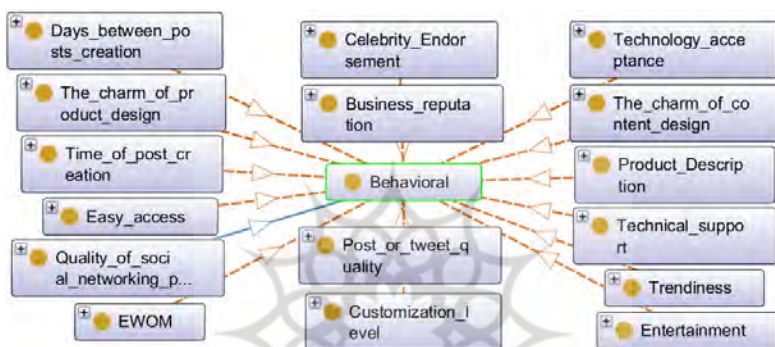 Days_between_po
sts_creation
Celebrity_Endor
sement
Technology_acce
ptance
The_charm_of_pr
oduct_design
Business_reputa
tion
The_charm_of_co
ntent_design
Time_of_post_cr
eation
Behavioral
Product_Descrip
tion
Easy_access
Post_or_tweet_q
uality
Technical_suppo
rt
Quality_of_soci
al_networking_p...
Trendiness
EWOM
Customization_l
evel
Entertainment